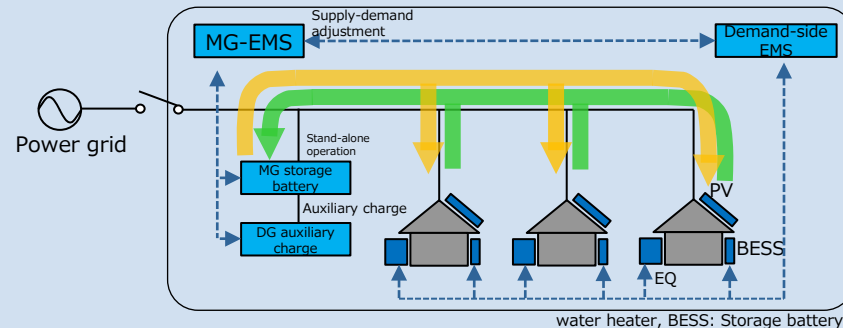 Supply-demand
adjustment
MG-EMS
Demand-side
EMS
Power grid
Stand-alone
operation
MG storage
battery
Auxiliary charge
DG auxiliary
charge
PV
BESS
EQ
water heater, BESS: Storage battery